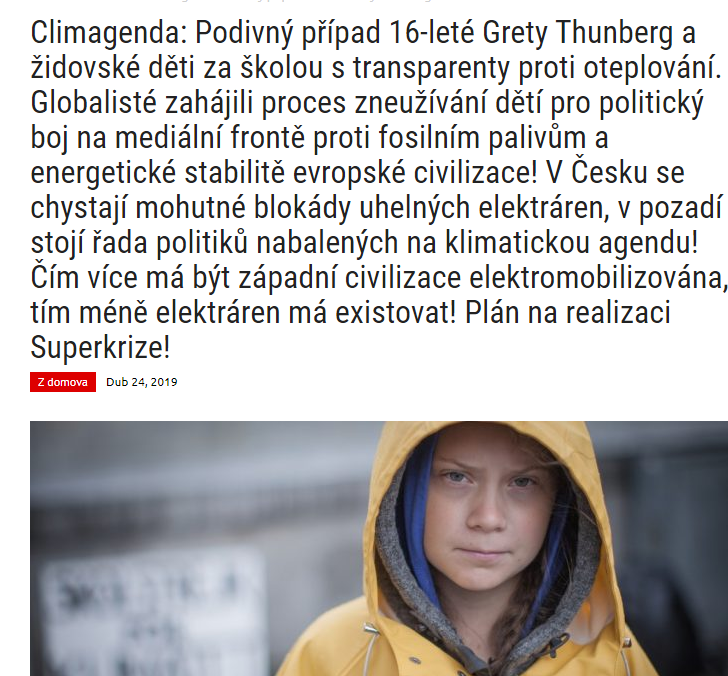 Climagenda: Podivný případ 16-leté Grety Thunberg a
židovské děti za školou s transparenty proti oteplování.
Globalisté zahájili proces zneužívání dětí pro politický
boj na mediální frontě proti fosilním palivům a
energetické stabilitě evropské civilizace! V Česku se
chystají mohutné blokády uhelných elektráren, v pozadí
stojí řada politiků nabalených na klimatickou agendu!
Čím více má být západní civilizace elektromobilizována,
tím méně elektráren má existovat! Plán na realizaci
Superkrize!
Z domova Dub 24, 2019